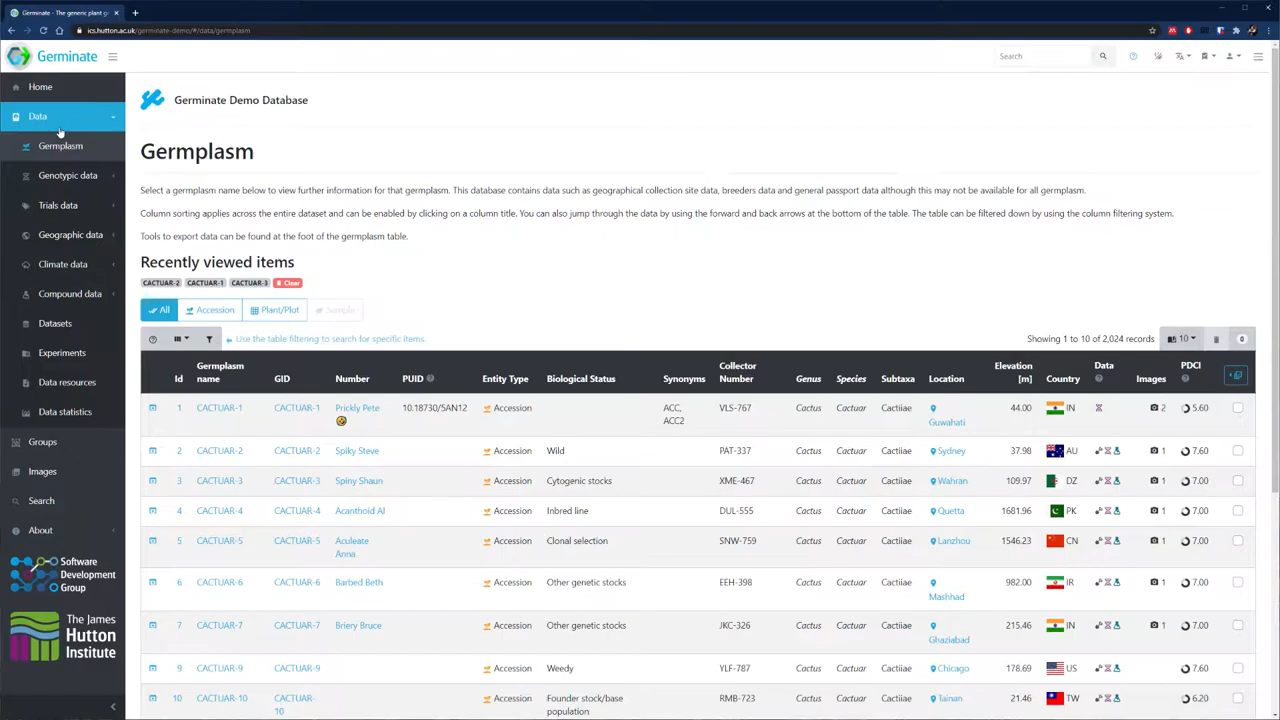 Germinate - The generic plant g
ics.hutton.ac.uk/germinate-demo/#/data/germplasm
Germinate
Search
Home
Data
Germplasm
Genotypic data
Trials data
Geographic data
Climate data
Compound data
Datasets
Experiments
Data resources
Data statistics
Groups
Images
Search
About
Software
Development
Group
The James
Hutton
Institute
Germinate Demo Database
Germplasm
Select a germplasm name below to view further information for that germplasm. This database contains data such as geographical collection site data, breeders data and general passport data although this may not be available for all germplasm.
Column sorting applies across the entire dataset and can be enabled by clicking on a column title. You can also jump through the data by using the forward and back arrows at the bottom of the table. The table can be filtered down by using the column filtering system.
Tools to export data can be found at the foot of the germplasm table.
Recently viewed items
CACTUAR-2 CACTUAR-1 CACTUAR-3 Clear
All Accession Plant/Plot Sample
Use the table filtering to search for specific items. Showing 1 to 10 of 2,024 records 10 0
Id Germplasm name GID Number PUID Entity Type Biological Status Synonyms Collector Number Genus Species Subtaxa Location Elevation [m] Country Data Images PDCI
1 CACTUAR-1 CACTUAR-1 Prickly Pete 10.18730/5AN12 Accession ACC, ACC2 VLS-767 Cactus Cactuar Cactiiae Guwahati 44.00 IN 2 5.60
2 CACTUAR-2 CACTUAR-2 Spiky Steve Accession Wild PAT-337 Cactus Cactuar Cactiiae Sydney 37.98 AU 1 7.60
3 CACTUAR-3 CACTUAR-3 Spiny Shaun Accession Cytogenic stocks XME-467 Cactus Cactuar Cactiiae Wahran 109.97 DZ 1 7.00
4 CACTUAR-4 CACTUAR-4 Acanthoid Al Accession Inbred line DUL-555 Cactus Cactuar Cactiiae Quetta 1681.96 PK 1 7.00
5 CACTUAR-5 CACTUAR-5 Aculeate Anna Accession Clonal selection SNW-759 Cactus Cactuar Cactiiae Lanzhou 1546.23 CN 1 7.00
6 CACTUAR-6 CACTUAR-6 Barbed Beth Accession Other genetic stocks EEH-398 Cactus Cactuar Cactiiae Mashhad 982.00 IR 1 7.00
7 CACTUAR-7 CACTUAR-7 Briery Bruce Accession Other genetic stocks JKC-326 Cactus Cactuar Cactiiae Ghaziabad 215.46 IN 1 7.00
9 CACTUAR-9 CACTUAR-9 Accession Weedy YLF-787 Cactus Cactuar Cactiiae Chicago 178.69 US 7.60
10 CACTUAR-10 CACTUAR-10 Accession Founder stock/base population RMB-723 Cactus Cactuar Cactiiae Tainan 21.46 TW 6.20